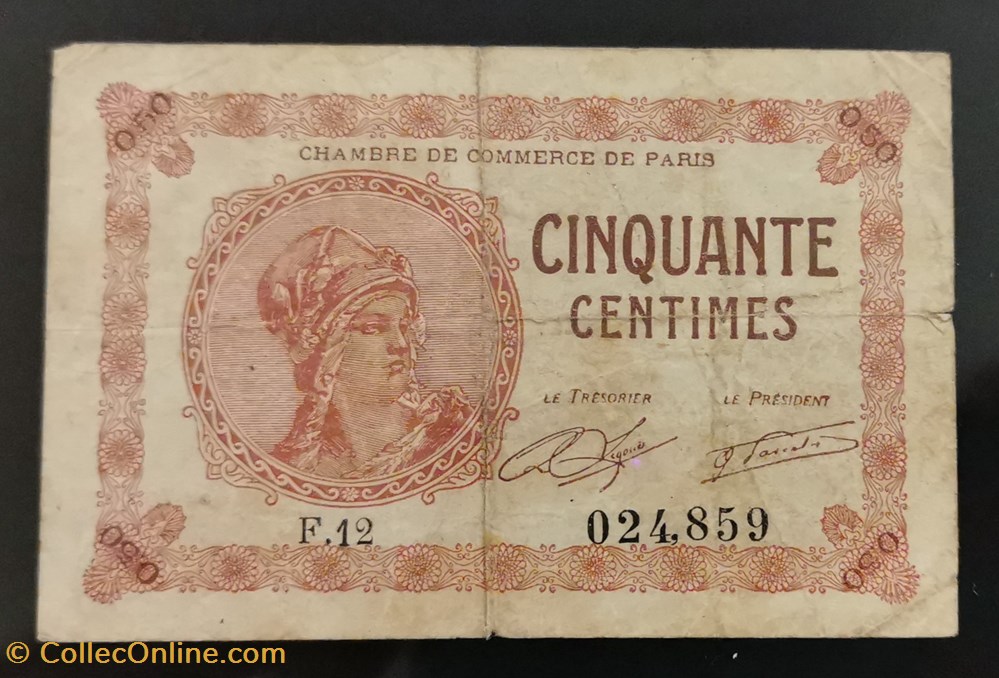 0.50 0.50
CHAMBRE DE COMMERCE DE PARIS
CINQUANTE
CENTIMES
LE TRÉSORIER LE PRÉSIDENT
F.12 024,859
0.50 0.50
© CollecOnline.com